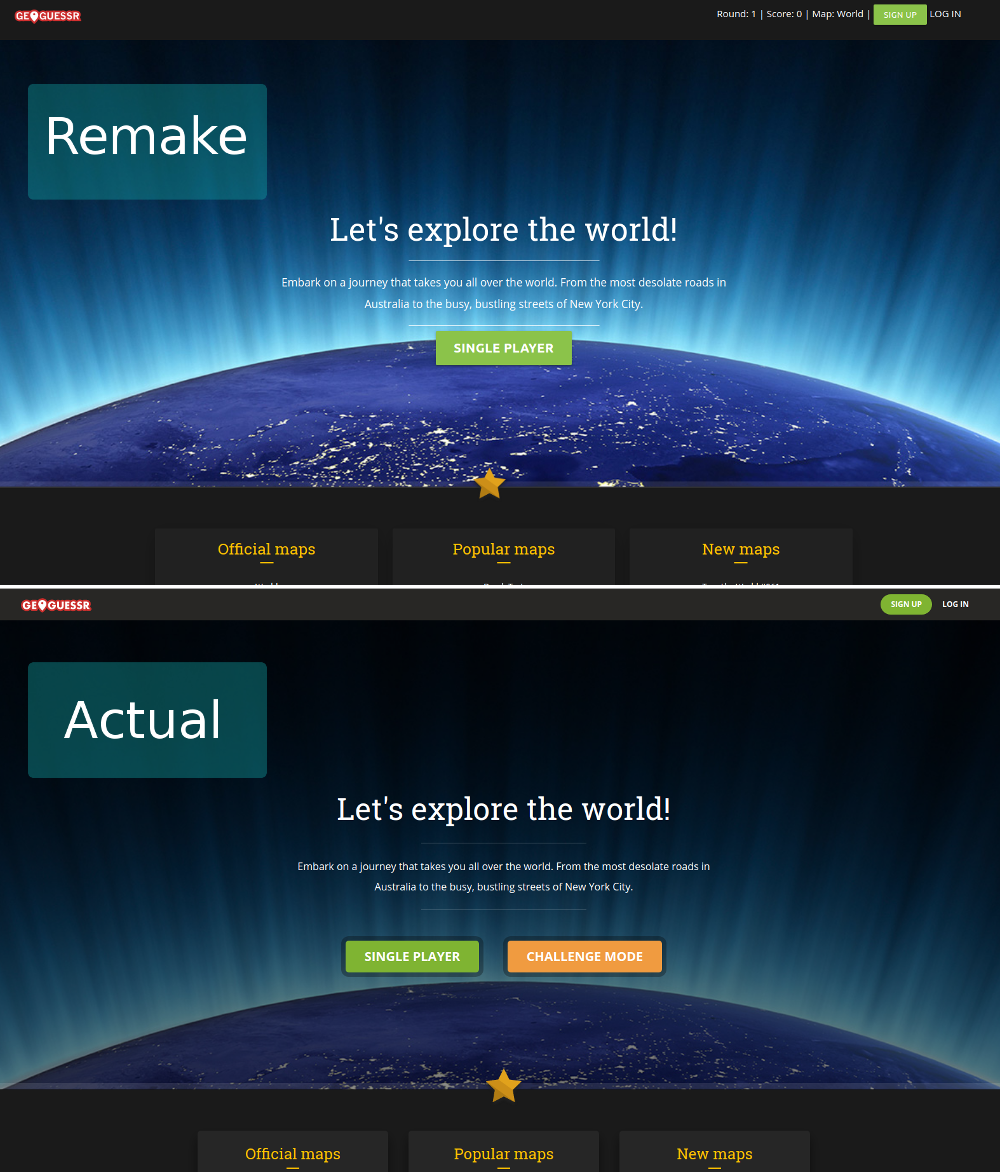 GEOGUESSR
Round: 1 | Score: 0 | Map: World | SIGN UP LOG IN
Remake
Let's explore the world!
Embark on a journey that takes you all over the world. From the most desolate roads in
Australia to the busy, bustling streets of New York City.
SINGLE PLAYER
Official maps
Popular maps
New maps
GEOGUESSR
SIGN UP LOG IN
Actual
Let's explore the world!
Embark on a journey that takes you all over the world. From the most desolate roads in
Australia to the busy, bustling streets of New York City.
SINGLE PLAYER
CHALLENGE MODE
Official maps
Popular maps
New maps